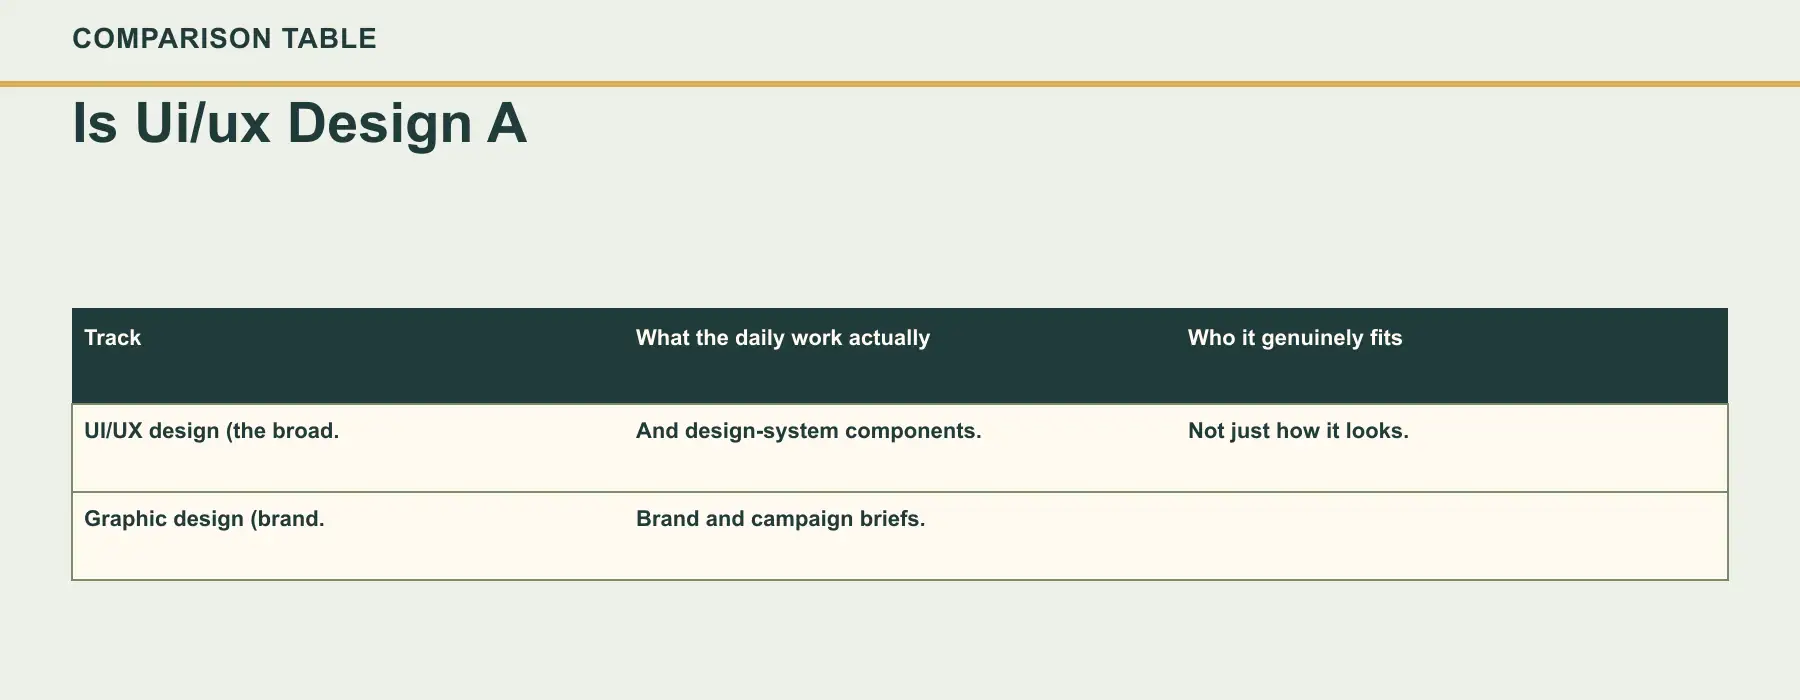 COMPARISON TABLE
Is Ui/ux Design A
Track What the daily work actually Who it genuinely fits
UI/UX design (the broad. And design-system components. Not just how it looks.
Graphic design (brand. Brand and campaign briefs.